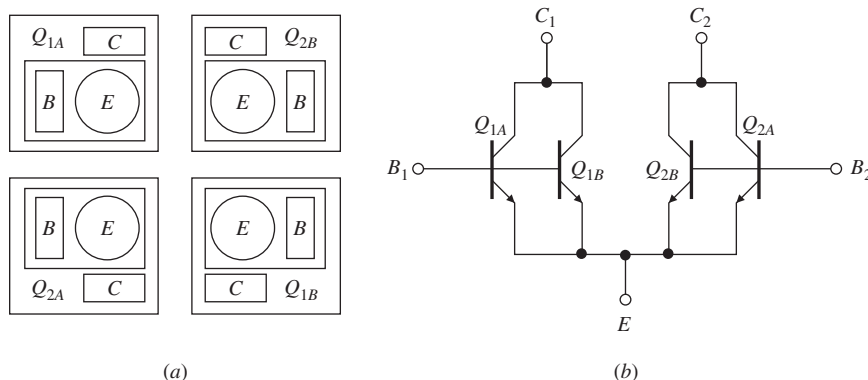 Q1A C C Q2B
B E E B
B E E B
Q2A C C Q1B
(a)
C1 C2
Q1A Q2A
B1 Q1B Q2B B2
E
(b)